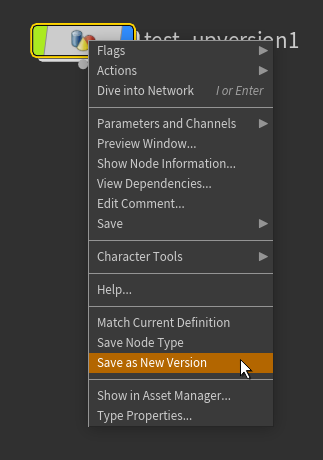 test_upversion1
Flags
Actions
Dive into Network I or Enter
Parameters and Channels
Preview Window...
Show Node Information...
View Dependencies...
Edit Comment...
Save
Character Tools
Help...
Match Current Definition
Save Node Type
Save as New Version
Show in Asset Manager...
Type Properties...